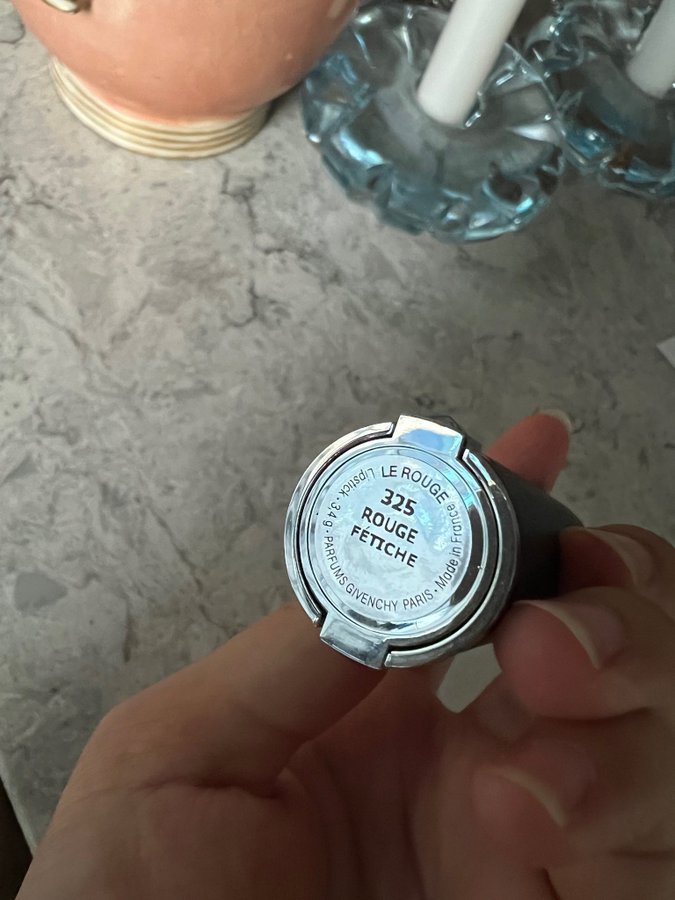 LE ROUGE
325
ROUGE
FÉTICHE
Lipstick · 3,4 g · PARFUMS GIVENCHY PARIS · Made in France